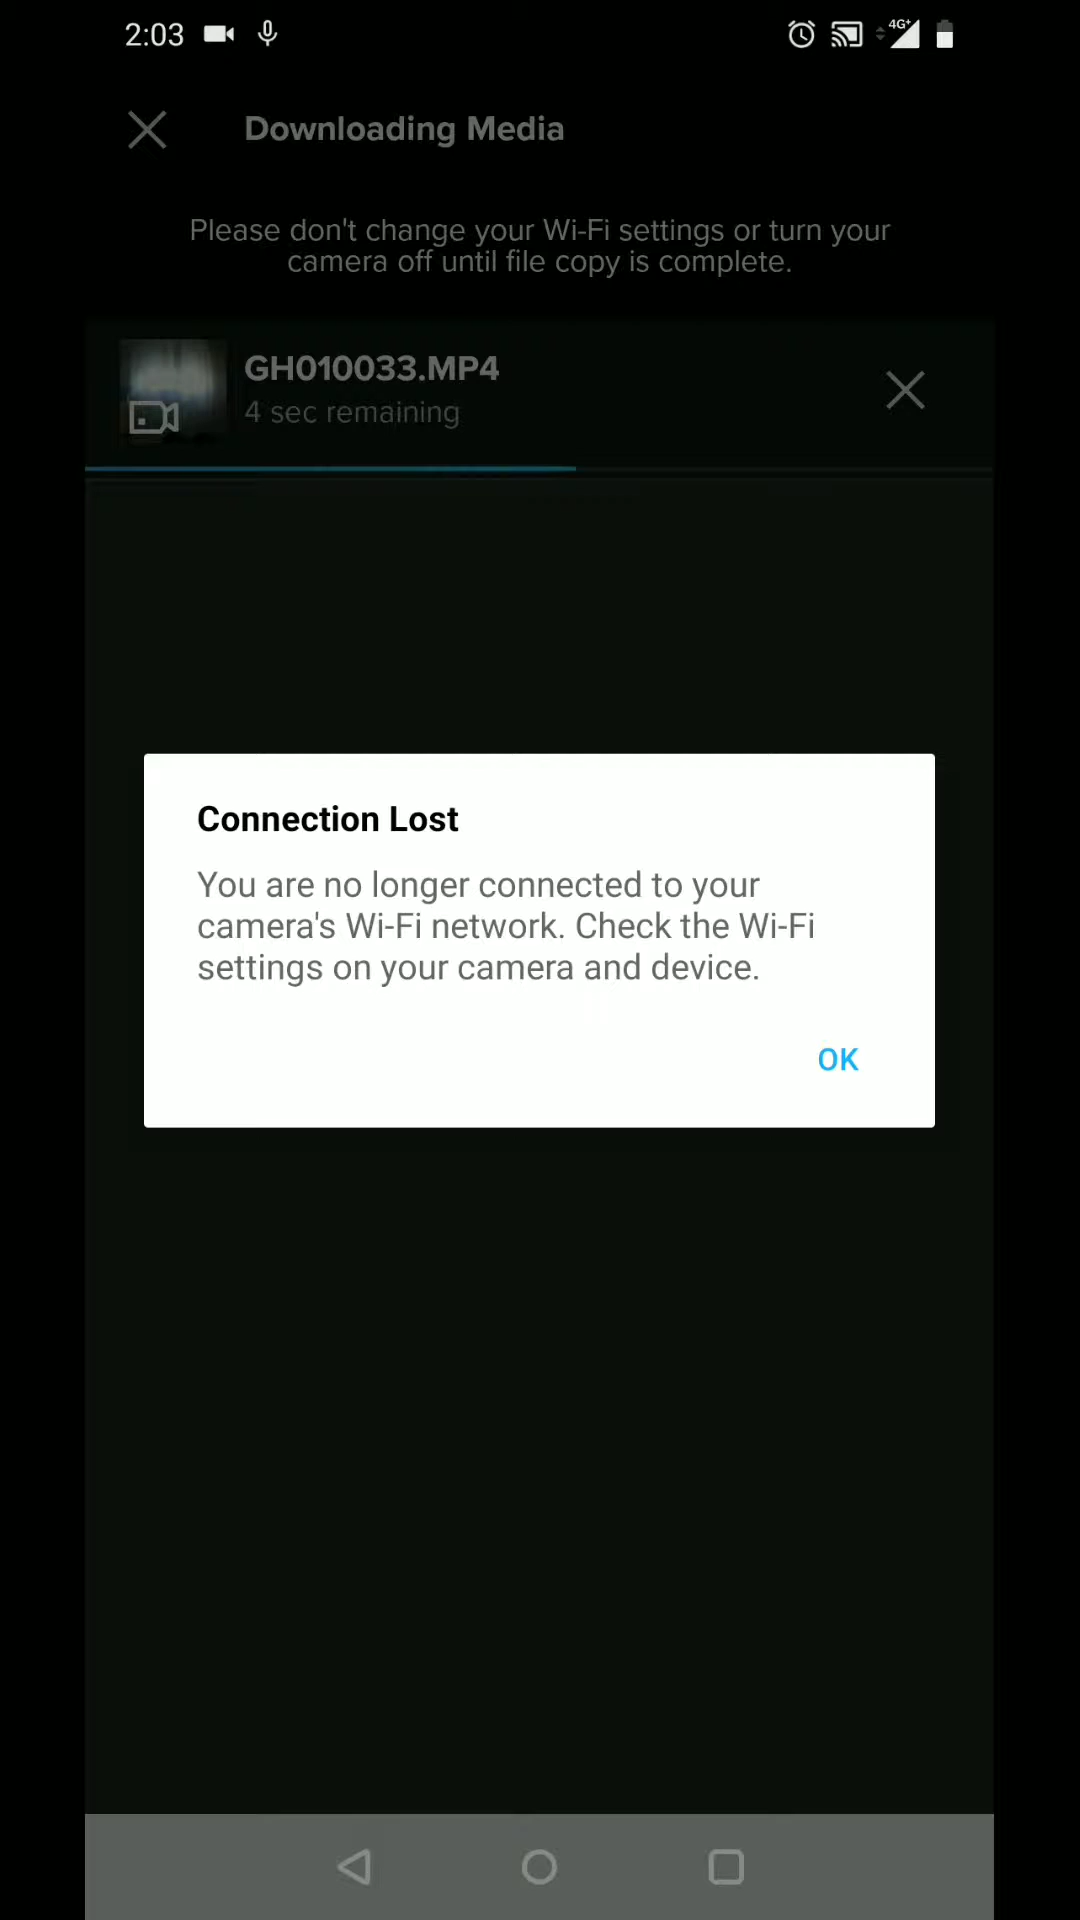 2:03
4G+
Downloading Media
Please don't change your Wi-Fi settings or turn your
camera off until file copy is complete.
GH010033.MP4
4 sec remaining
Connection Lost
You are no longer connected to your
camera's Wi-Fi network. Check the Wi-Fi
settings on your camera and device.
OK